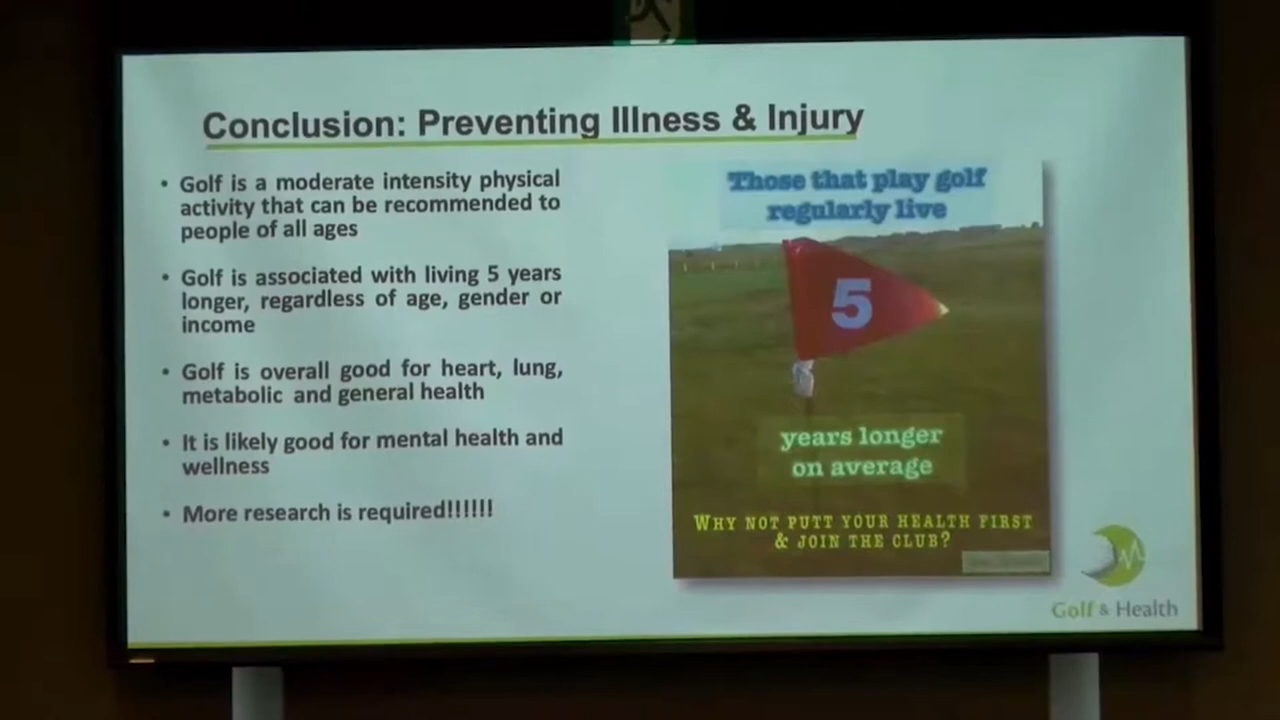 Conclusion: Preventing Illness & Injury
• Golf is a moderate intensity physical
activity that can be recommended to
people of all ages
• Golf is associated with living 5 years
longer, regardless of age, gender or
income
• Golf is overall good for heart, lung,
metabolic and general health
• It is likely good for mental health and
wellness
• More research is required!!!!!!
Those that play golf
regularly live
5
years longer
on average
WHY NOT PUTT YOUR HEALTH FIRST
& JOIN THE CLUB?
Golf & Health